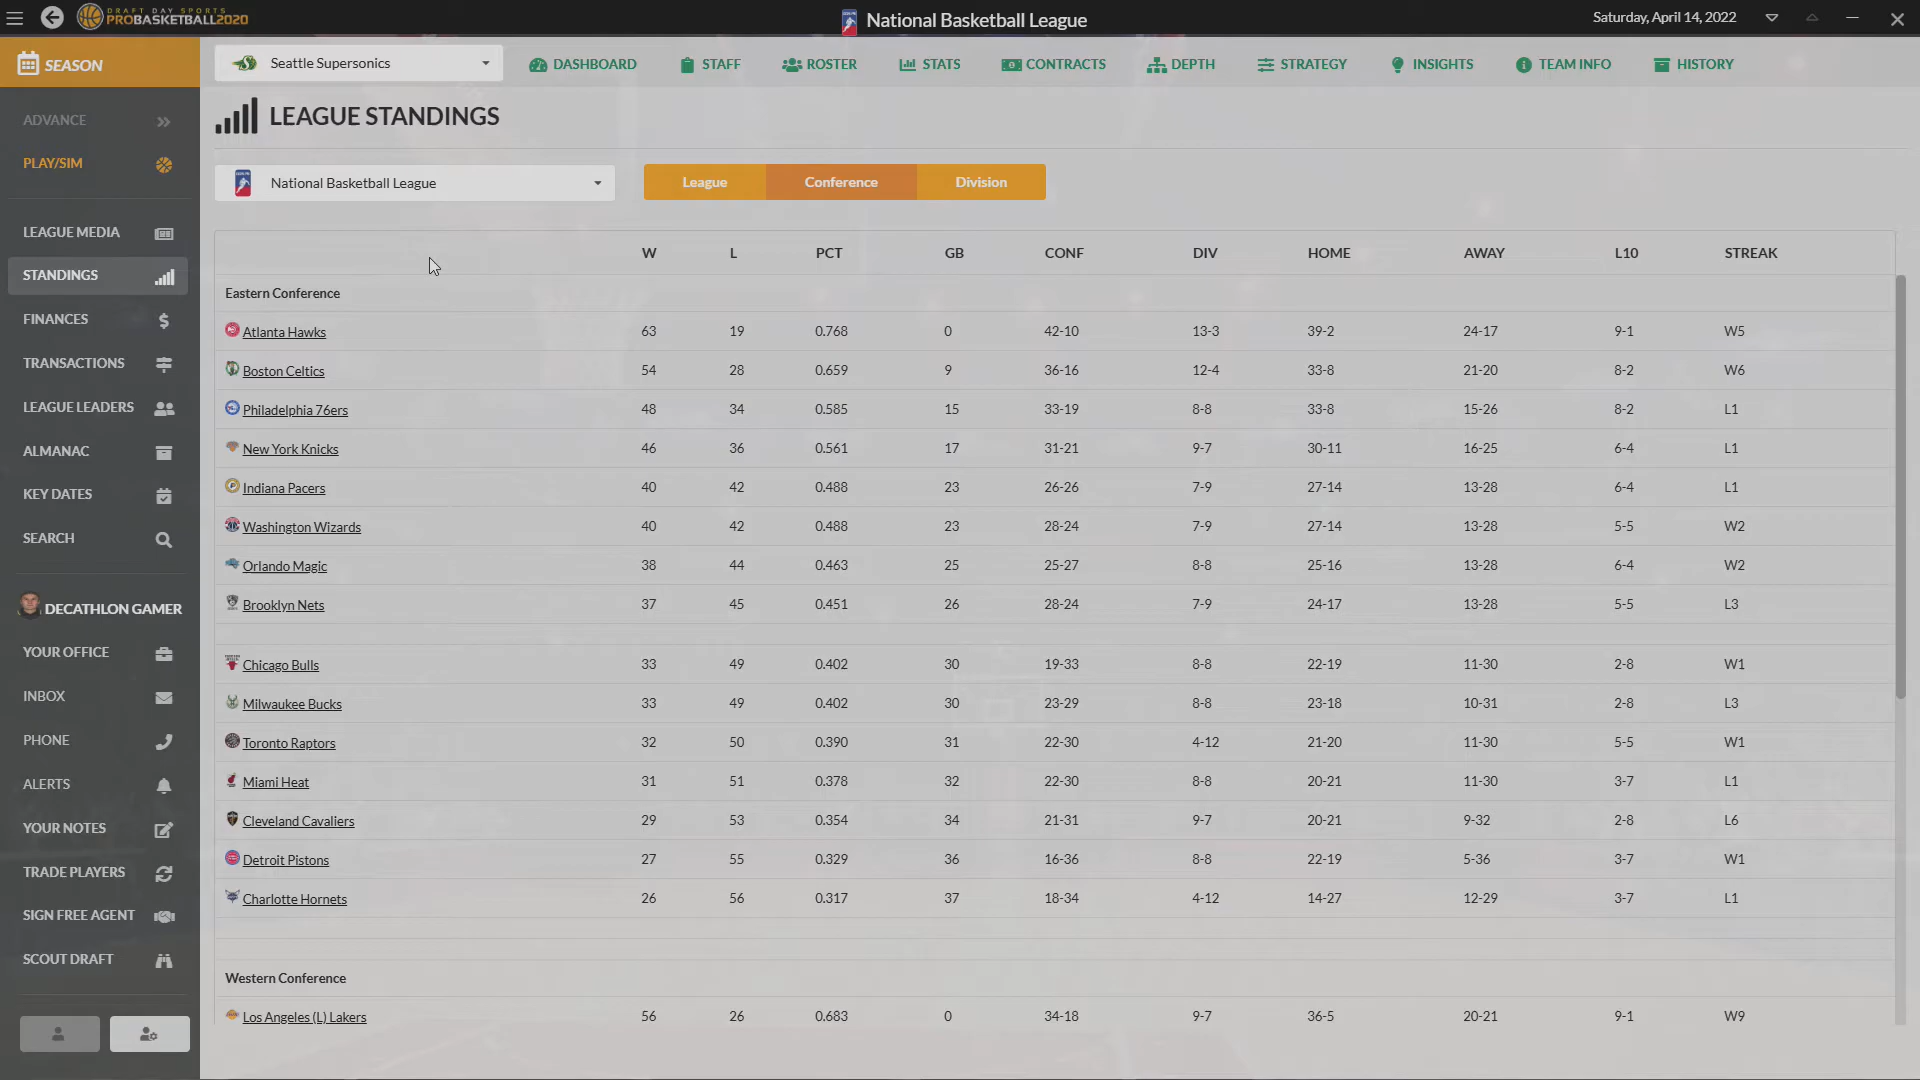 DRAFT DAY SPORTS
PROBASKETBALL2020
National Basketball League
Saturday, April 14, 2022
SEASON
Seattle Supersonics
DASHBOARD
STAFF
ROSTER
STATS
CONTRACTS
DEPTH
STRATEGY
INSIGHTS
TEAM INFO
HISTORY
ADVANCE
PLAY/SIM
LEAGUE MEDIA
STANDINGS
FINANCES
TRANSACTIONS
LEAGUE LEADERS
ALMANAC
KEY DATES
SEARCH
DECATHLON GAMER
YOUR OFFICE
INBOX
PHONE
ALERTS
YOUR NOTES
TRADE PLAYERS
SIGN FREE AGENT
SCOUT DRAFT
LEAGUE STANDINGS
National Basketball League
League Conference Division
W L PCT GB CONF DIV HOME AWAY L10 STREAK
Eastern Conference
Atlanta Hawks 63 19 0.768 0 42-10 13-3 39-2 24-17 9-1 W5
Boston Celtics 54 28 0.659 9 36-16 12-4 33-8 21-20 8-2 W6
Philadelphia 76ers 48 34 0.585 15 33-19 8-8 33-8 15-26 8-2 L1
New York Knicks 46 36 0.561 17 31-21 9-7 30-11 16-25 6-4 L1
Indiana Pacers 40 42 0.488 23 26-26 7-9 27-14 13-28 6-4 L1
Washington Wizards 40 42 0.488 23 28-24 7-9 27-14 13-28 5-5 W2
Orlando Magic 38 44 0.463 25 25-27 8-8 25-16 13-28 6-4 W2
Brooklyn Nets 37 45 0.451 26 28-24 7-9 24-17 13-28 5-5 L3
Chicago Bulls 33 49 0.402 30 19-33 8-8 22-19 11-30 2-8 W1
Milwaukee Bucks 33 49 0.402 30 23-29 8-8 23-18 10-31 2-8 L3
Toronto Raptors 32 50 0.390 31 22-30 4-12 21-20 11-30 5-5 W1
Miami Heat 31 51 0.378 32 22-30 8-8 20-21 11-30 3-7 L1
Cleveland Cavaliers 29 53 0.354 34 21-31 9-7 20-21 9-32 2-8 L6
Detroit Pistons 27 55 0.329 36 16-36 8-8 22-19 5-36 3-7 W1
Charlotte Hornets 26 56 0.317 37 18-34 4-12 14-27 12-29 3-7 L1
Western Conference
Los Angeles (L) Lakers 56 26 0.683 0 34-18 9-7 36-5 20-21 9-1 W9